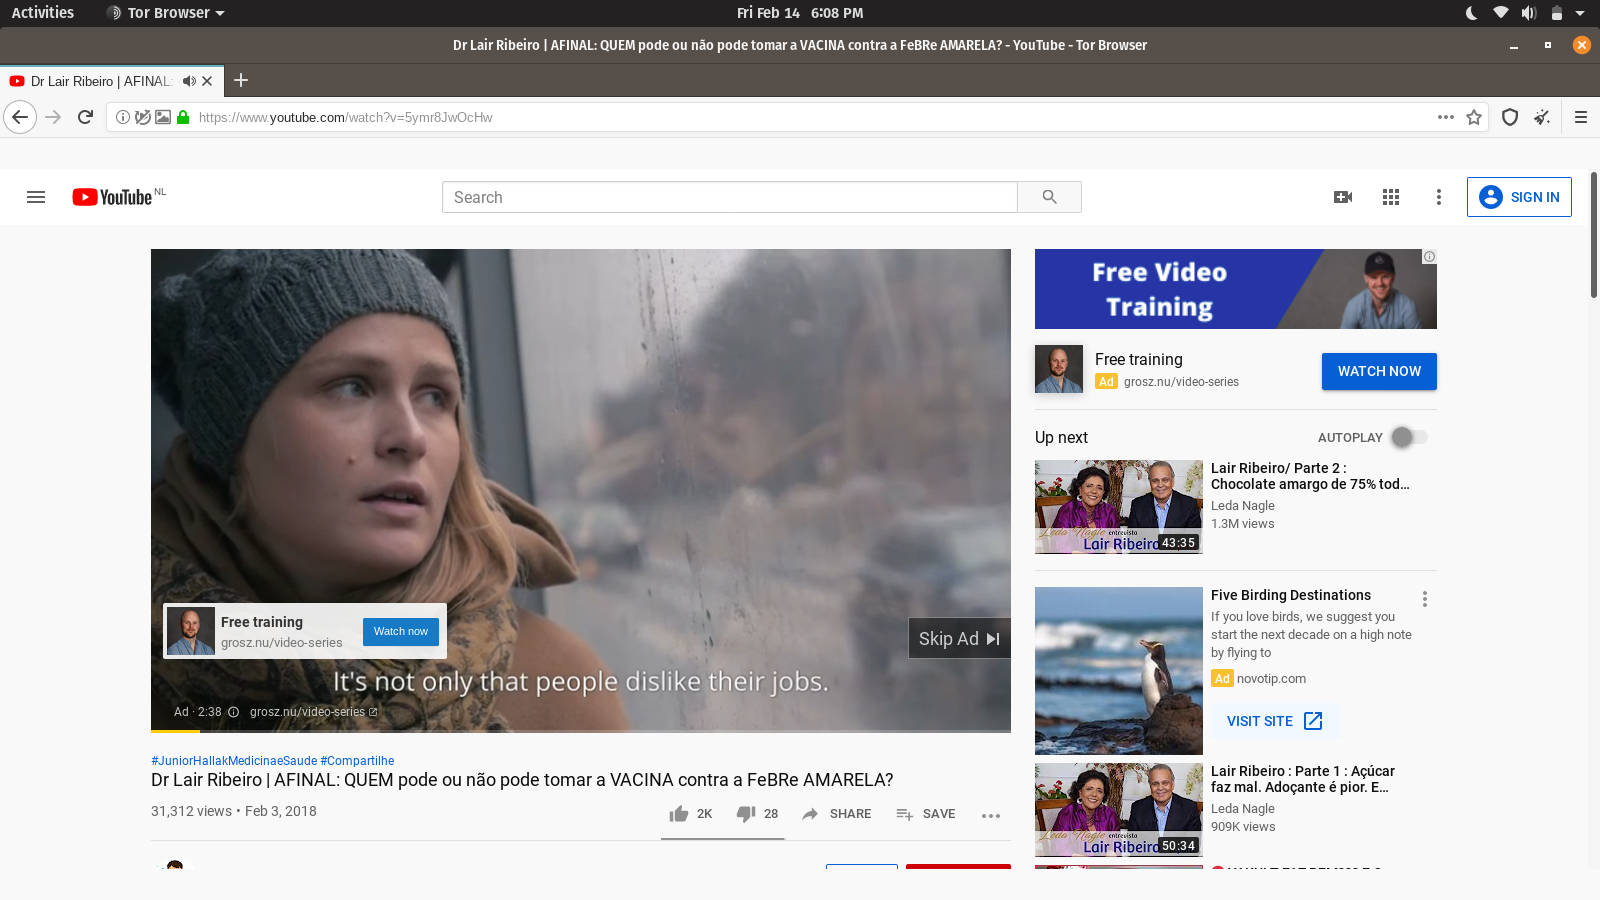 Activities
Tor Browser
Fri Feb 14 6:08 PM
Dr Lair Ribeiro | AFINAL: QUEM pode ou não pode tomar a VACINA contra a FeBRe AMARELA? - YouTube - Tor Browser
Dr Lair Ribeiro | AFINAL:
https://www.youtube.com/watch?v=5ymr8JwOcHw
YouTube NL
Search
SIGN IN
Free Video
Training
Free training
Ad grosz.nu/video-series
WATCH NOW
Up next
AUTOPLAY
Lair Ribeiro/ Parte 2 :
Chocolate amargo de 75% tod...
Leda Nagle
1.3M views
Leda Nagle entrevista
Lair Ribeiro
43:35
Five Birding Destinations
If you love birds, we suggest you
start the next decade on a high note
by flying to
Ad novotip.com
VISIT SITE
Lair Ribeiro : Parte 1 : Açúcar
faz mal. Adoçante é pior. E...
Leda Nagle
909K views
Leda Nagle entrevista
Lair Ribeiro
50:34
Free training
grosz.nu/video-series
Watch now
Skip Ad
It's not only that people dislike their jobs.
Ad · 2:38
grosz.nu/video-series
#JuniorHallakMedicinaeSaude #Compartilhe
Dr Lair Ribeiro | AFINAL: QUEM pode ou não pode tomar a VACINA contra a FeBRe AMARELA?
31,312 views • Feb 3, 2018
2K
28
SHARE
SAVE